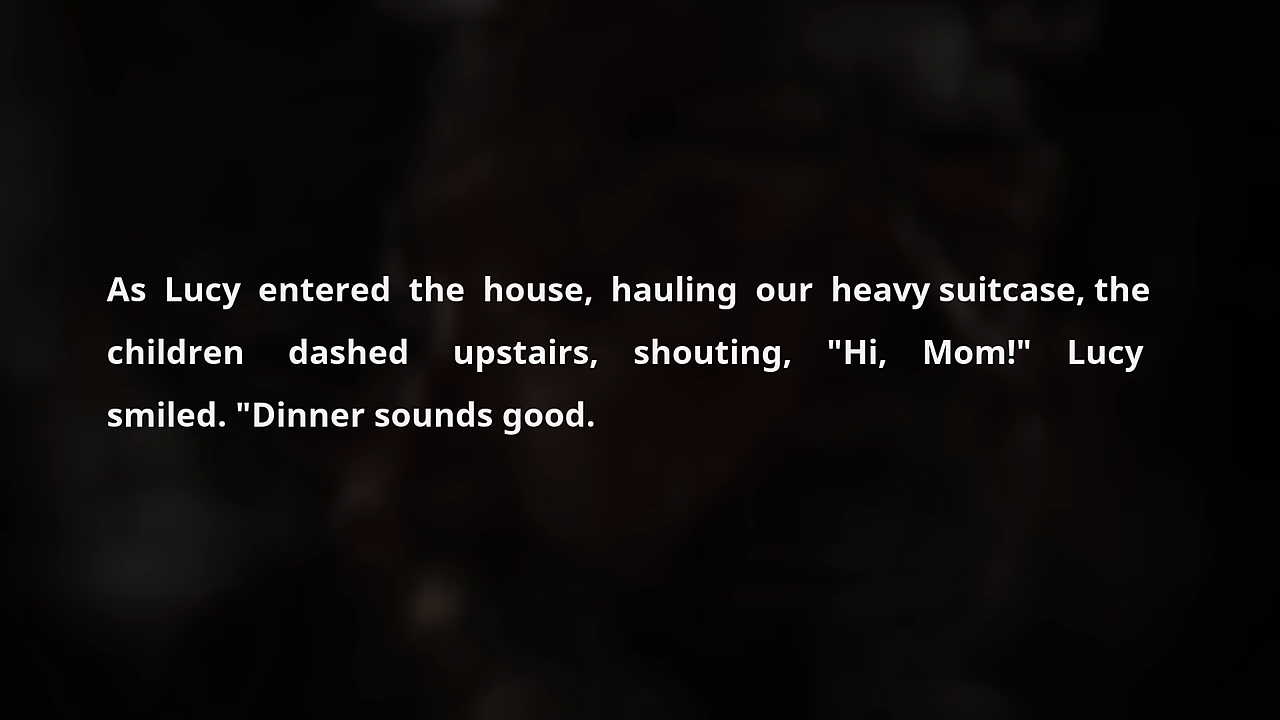 As Lucy entered the house, hauling our heavy suitcase, the
children dashed upstairs, shouting, "Hi, Mom!" Lucy
smiled. "Dinner sounds good.